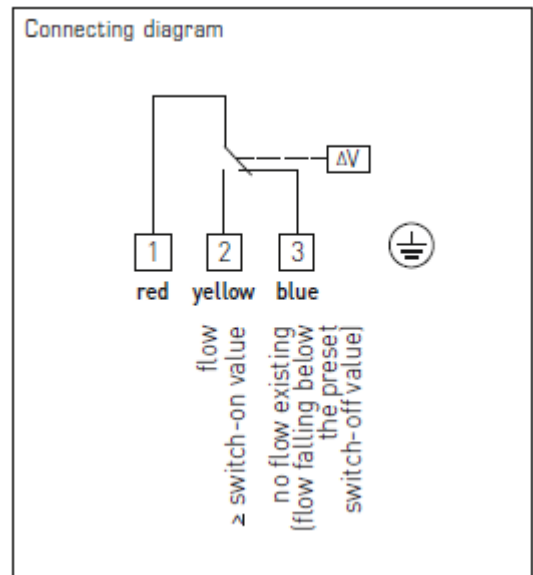 Connecting diagram
ΔV
1 2 3
red yellow blue
flow
≥ switch-on value
no flow existing
(flow falling below
the preset
switch-off value)